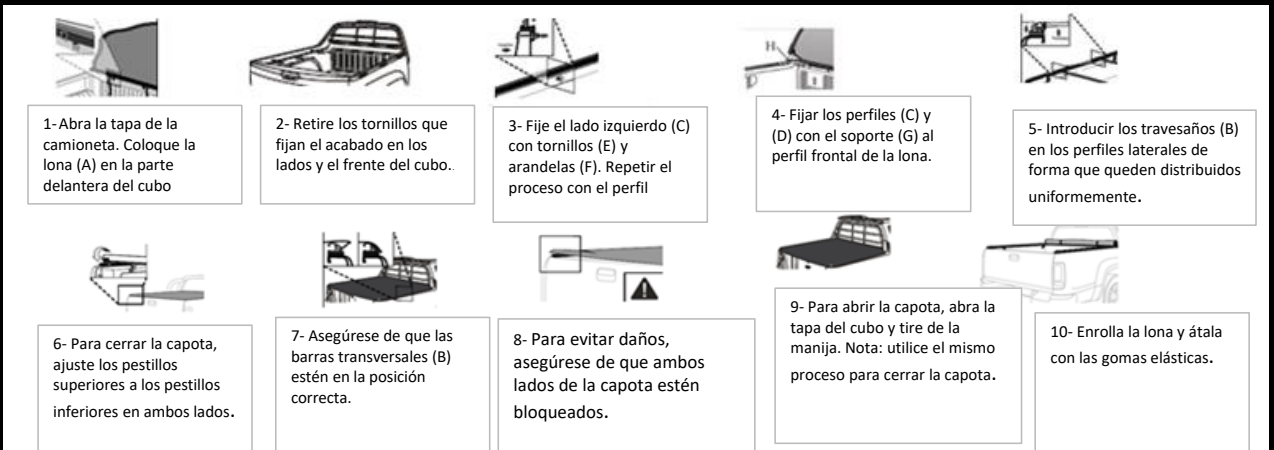 1- Abra la tapa de la
camioneta. Coloque la
lona (A) en la parte
delantera del cubo
2- Retire los tornillos que
fijan el acabado en los
lados y el frente del cubo..
3- Fije el lado izquierdo (C)
con tornillos (E) y
arandelas (F). Repetir el
proceso con el perfil
H
4- Fijar los perfiles (C) y
(D) con el soporte (G) al
perfil frontal de la lona.
5- Introducir los travesaños (B)
en los perfiles laterales de
forma que queden distribuidos
uniformemente.
6- Para cerrar la capota,
ajuste los pestillos
superiores a los pestillos
inferiores en ambos lados.
7- Asegúrese de que las
barras transversales (B)
estén en la posición
correcta.
8- Para evitar daños,
asegúrese de que ambos
lados de la capota estén
bloqueados.
9- Para abrir la capota, abra la
tapa del cubo y tire de la
manija. Nota: utilice el mismo
proceso para cerrar la capota.
10- Enrolla la lona y átala
con las gomas elásticas.